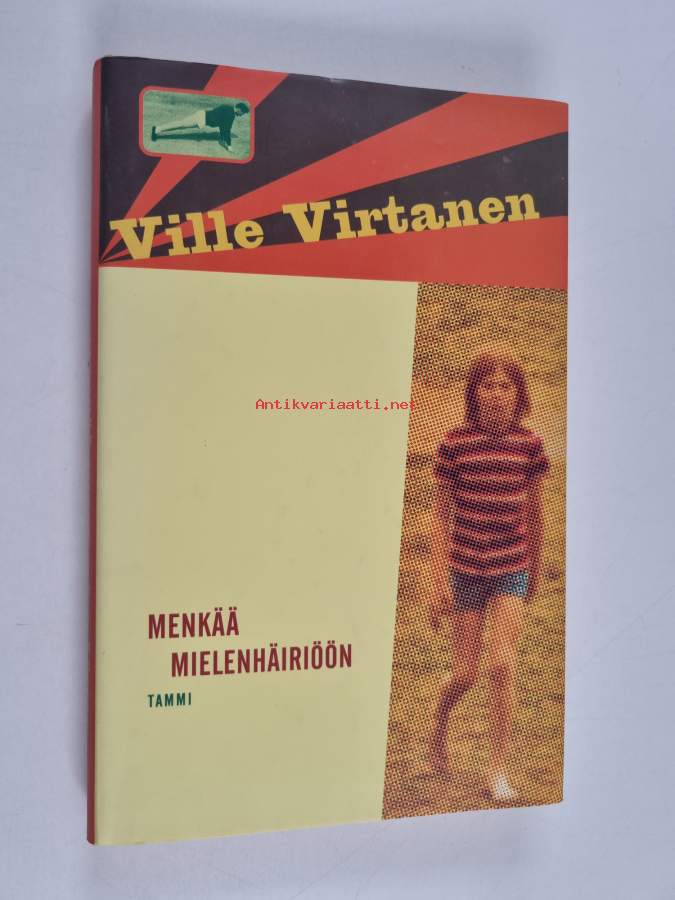 Ville Virtanen
Antikvariaatti.net
MENKÄÄ
MIELENHÄIRIÖÖN
TAMMI